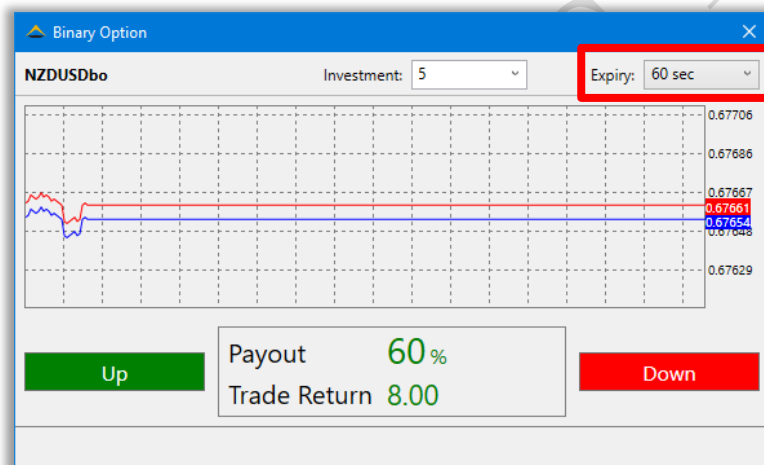 Binary Option
NZDUSDbo
Investment: 5
Expiry: 60 sec
0.67706
0.67686
0.67667
0.67661
0.67654
0.67648
0.67629
Up
Payout 60 %
Trade Return 8.00
Down